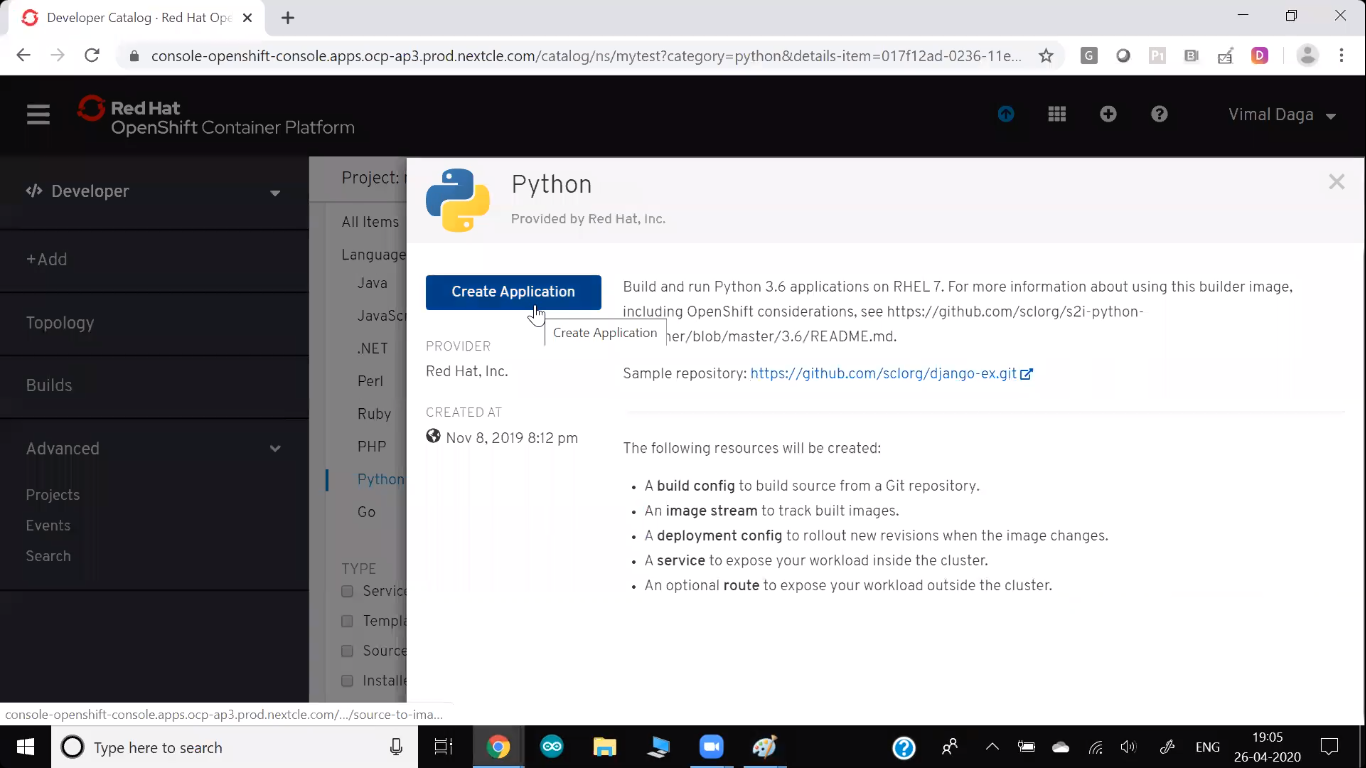 Developer Catalog · Red Hat Ope
console-openshift-console.apps.ocp-ap3.prod.nextcle.com/catalog/ns/mytest?category=python&details-item=017f12ad-0236-11e...
Red Hat
OpenShift Container Platform
Vimal Daga
Developer
+Add
Topology
Builds
Advanced
Projects
Events
Search
Project:
All Items
Language
Java
JavaScr
.NET
Perl
Ruby
PHP
Python
Go
TYPE
Service
Templa
Source
Installe
Python
Provided by Red Hat, Inc.
Create Application
Create Application
PROVIDER
Red Hat, Inc.
CREATED AT
Nov 8, 2019 8:12 pm
Build and run Python 3.6 applications on RHEL 7. For more information about using this builder image,
including OpenShift considerations, see https://github.com/sclorg/s2i-python-
ner/blob/master/3.6/README.md.
Sample repository: https://github.com/sclorg/django-ex.git
The following resources will be created:
• A build config to build source from a Git repository.
• An image stream to track built images.
• A deployment config to rollout new revisions when the image changes.
• A service to expose your workload inside the cluster.
• An optional route to expose your workload outside the cluster.
console-openshift-console.apps.ocp-ap3.prod.nextcle.com/.../source-to-ima...
Type here to search
ENG
19:05
26-04-2020